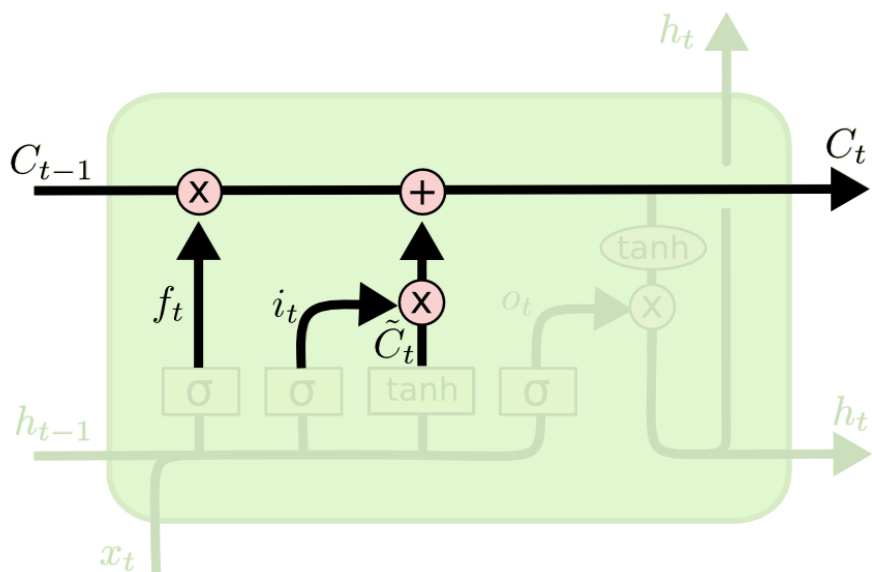 h_t
C_{t-1}
C_t
x
+
tanh
f_t
i_t
x
o_t
x
C̃_t
σ
σ
tanh
σ
h_{t-1}
h_t
x_t